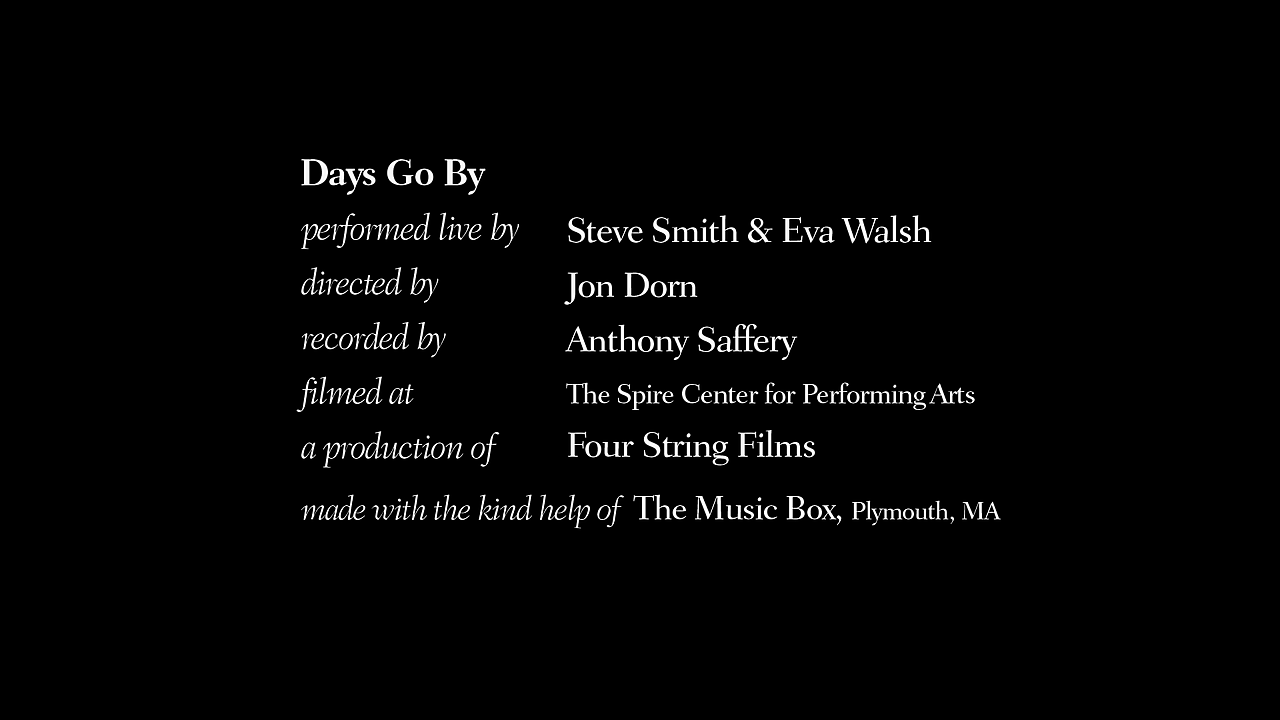 Days Go By
performed live by Steve Smith & Eva Walsh
directed by Jon Dorn
recorded by Anthony Saffery
filmed at The Spire Center for Performing Arts
a production of Four String Films
made with the kind help of The Music Box, Plymouth, MA